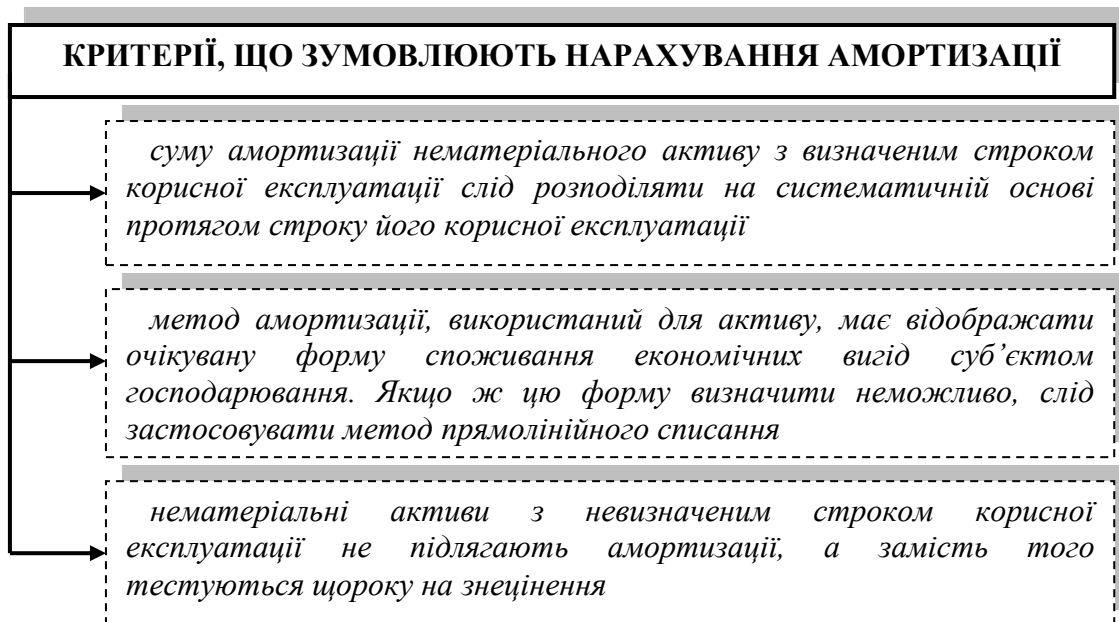 КРИТЕРІЇ, ЩО ЗУМОВЛЮЮТЬ НАРАХУВАННЯ АМОРТИЗАЦІЇ
суму амортизації нематеріального активу з визначеним строком
корисної експлуатації слід розподіляти на систематичній основі
протягом строку його корисної експлуатації
метод амортизації, використаний для активу, має відображати
очікувану форму споживання економічних вигід суб’єктом
господарювання. Якщо ж цю форму визначити неможливо, слід
застосовувати метод прямолінійного списання
нематеріальні активи з невизначеним строком корисної
експлуатації не підлягають амортизації, а замість того
тестуються щороку на знецінення